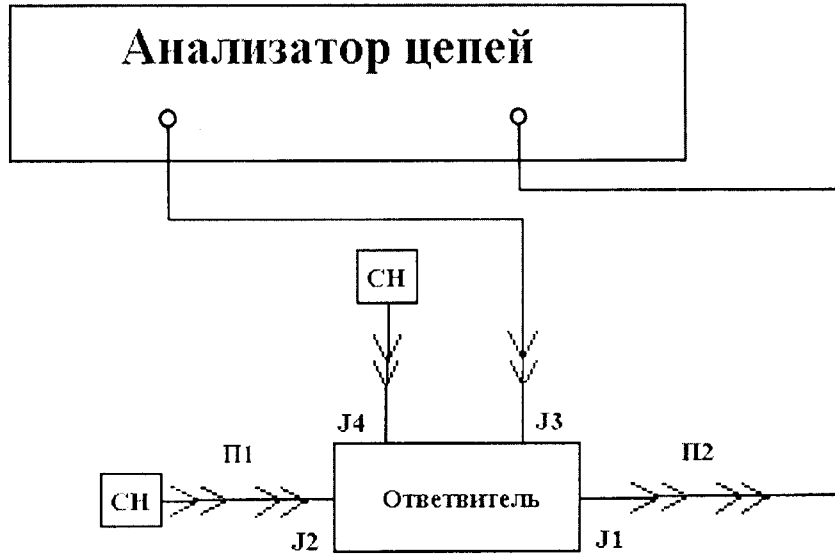 Анализатор цепей
СН
J4
J3
П1
П2
СН
Ответвитель
J2
J1